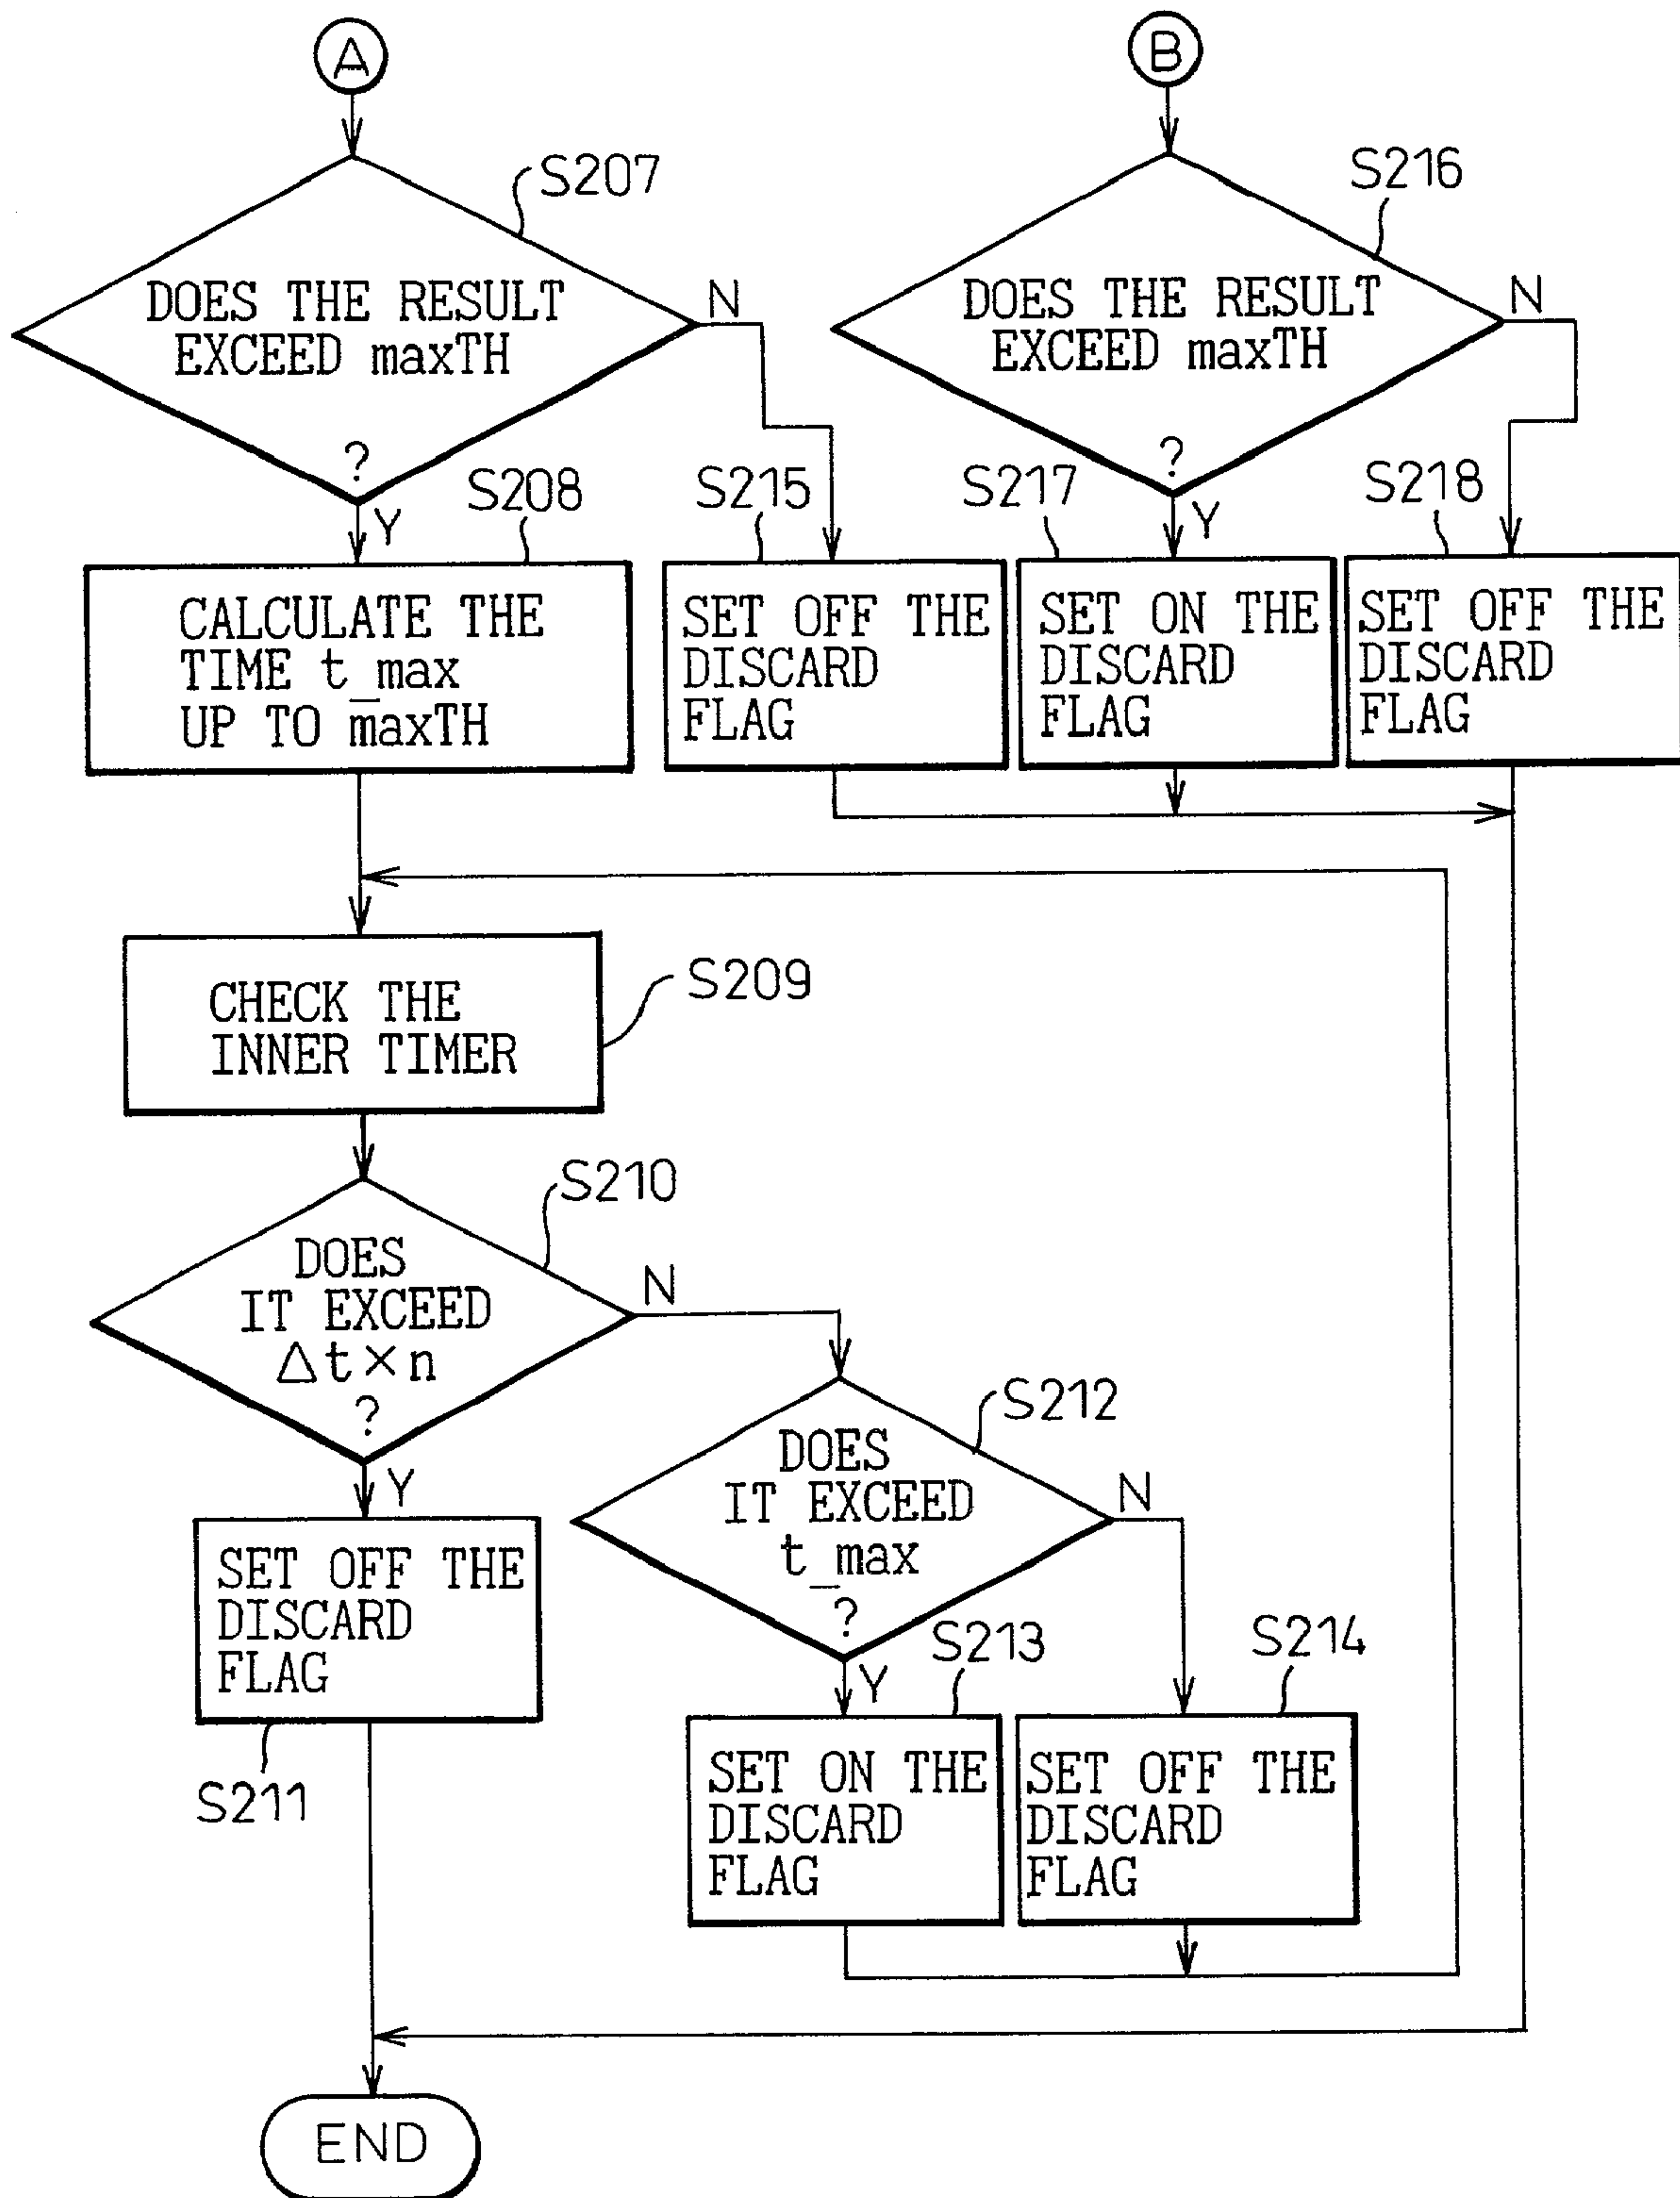 A
B
S207
S216
DOES THE RESULT
EXCEED maxTH
?
N
Y
DOES THE RESULT
EXCEED maxTH
?
N
Y
S208
S215
S217
S218
CALCULATE THE
TIME t_max
UP TO maxTH
SET OFF THE
DISCARD
FLAG
SET ON THE
DISCARD
FLAG
SET OFF THE
DISCARD
FLAG
CHECK THE
INNER TIMER
S209
S210
DOES
IT EXCEED
Δt×n
?
N
Y
S212
DOES
IT EXCEED
t_max
?
N
Y
SET OFF THE
DISCARD
FLAG
S211
S213
S214
SET ON THE
DISCARD
FLAG
SET OFF THE
DISCARD
FLAG
END